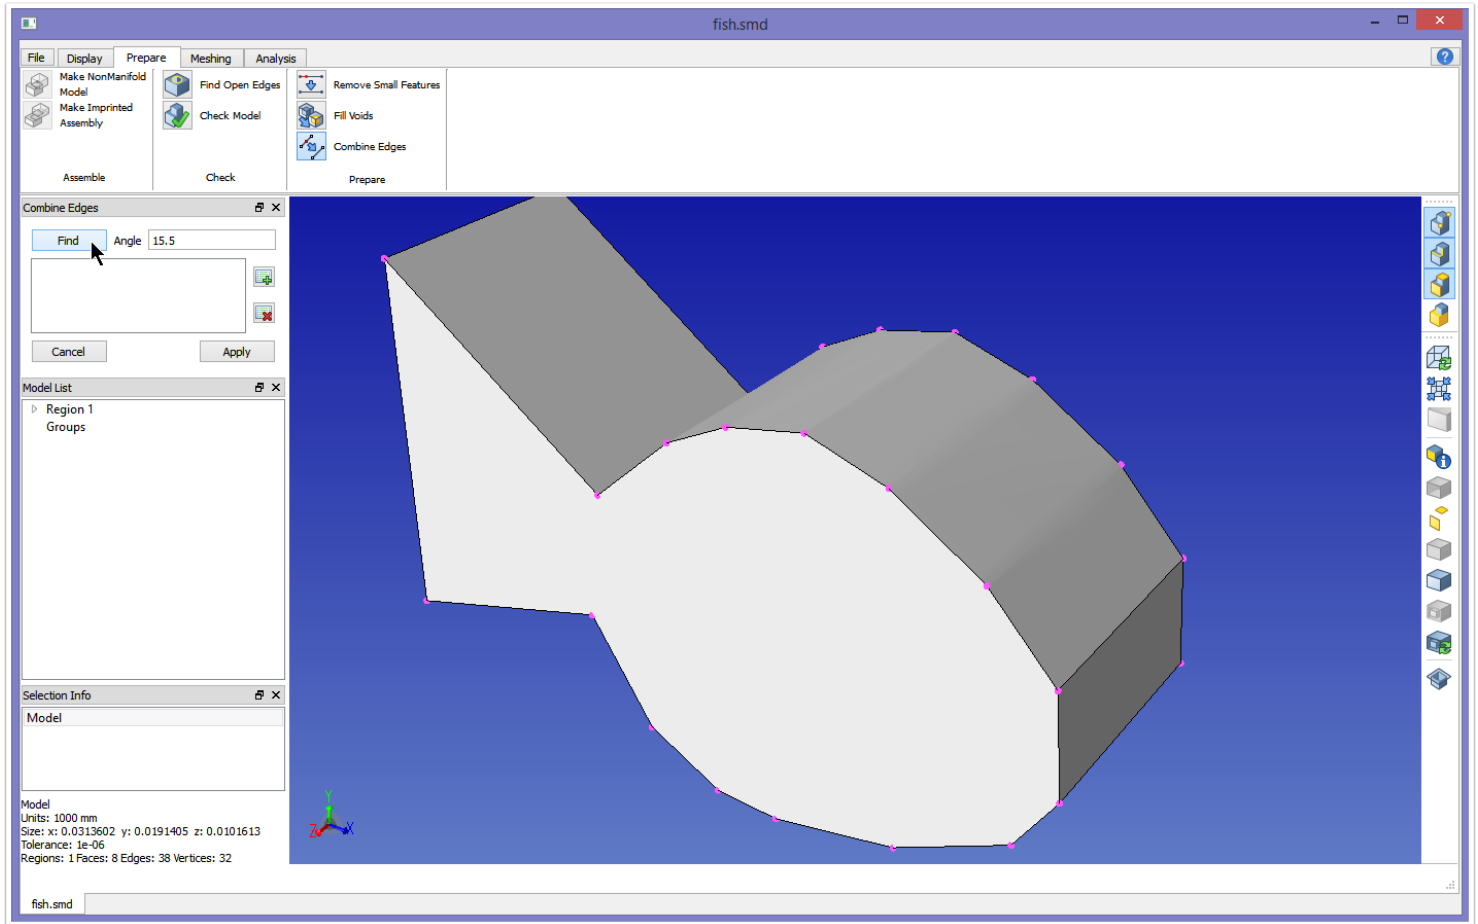 fish.smd
File Display Prepare Meshing Analysis
Make NonManifold
Model
Make Imprinted
Assembly
Assemble
Find Open Edges
Check Model
Check
Remove Small Features
Fill Voids
Combine Edges
Prepare
Combine Edges
Find Angle 15.5
Cancel Apply
Model List
Region 1
Groups
Selection Info
Model
Model
Units: 1000 mm
Size: x: 0.0313602 y: 0.0191405 z: 0.0101613
Tolerance: 1e-06
Regions: 1 Faces: 8 Edges: 38 Vertices: 32
Y
Z X
fish.smd